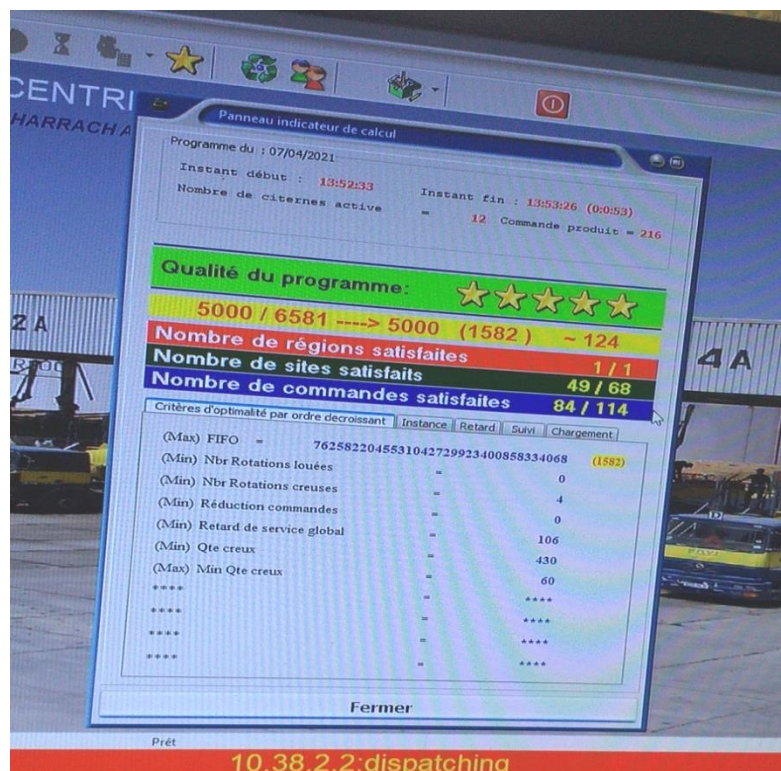 CENTRI
HARRACH A
Panneau indicateur de calcul
Programme du : 07/04/2021
Instant début : 13:52:33 Instant fin : 13:53:26 (0:0:53)
Nombre de citernes active = 12 Commande produit = 216
Qualité du programme:
5000 / 6581 ----> 5000 (1582 ) ~ 124
Nombre de régions satisfaites 1 / 1
Nombre de sites satisfaits 49 / 68
Nombre de commandes satisfaites 84 / 114
2 A
4 A
Critères d'optimalité par ordre decroissant Instance Retard Suivi Chargement
(Max) FIFO = 7625822045531042729923400858334068 (1582)
(Min) Nbr Rotations louées = 0
(Min) Nbr Rotations creuses = 4
(Min) Réduction commandes = 0
(Min) Retard de service global = 106
(Min) Qte creux = 430
(Max) Min Qte creux = 60
**** = ****
**** = ****
**** = ****
**** = ****
Fermer
Prét
10.38.2.2:dispatching